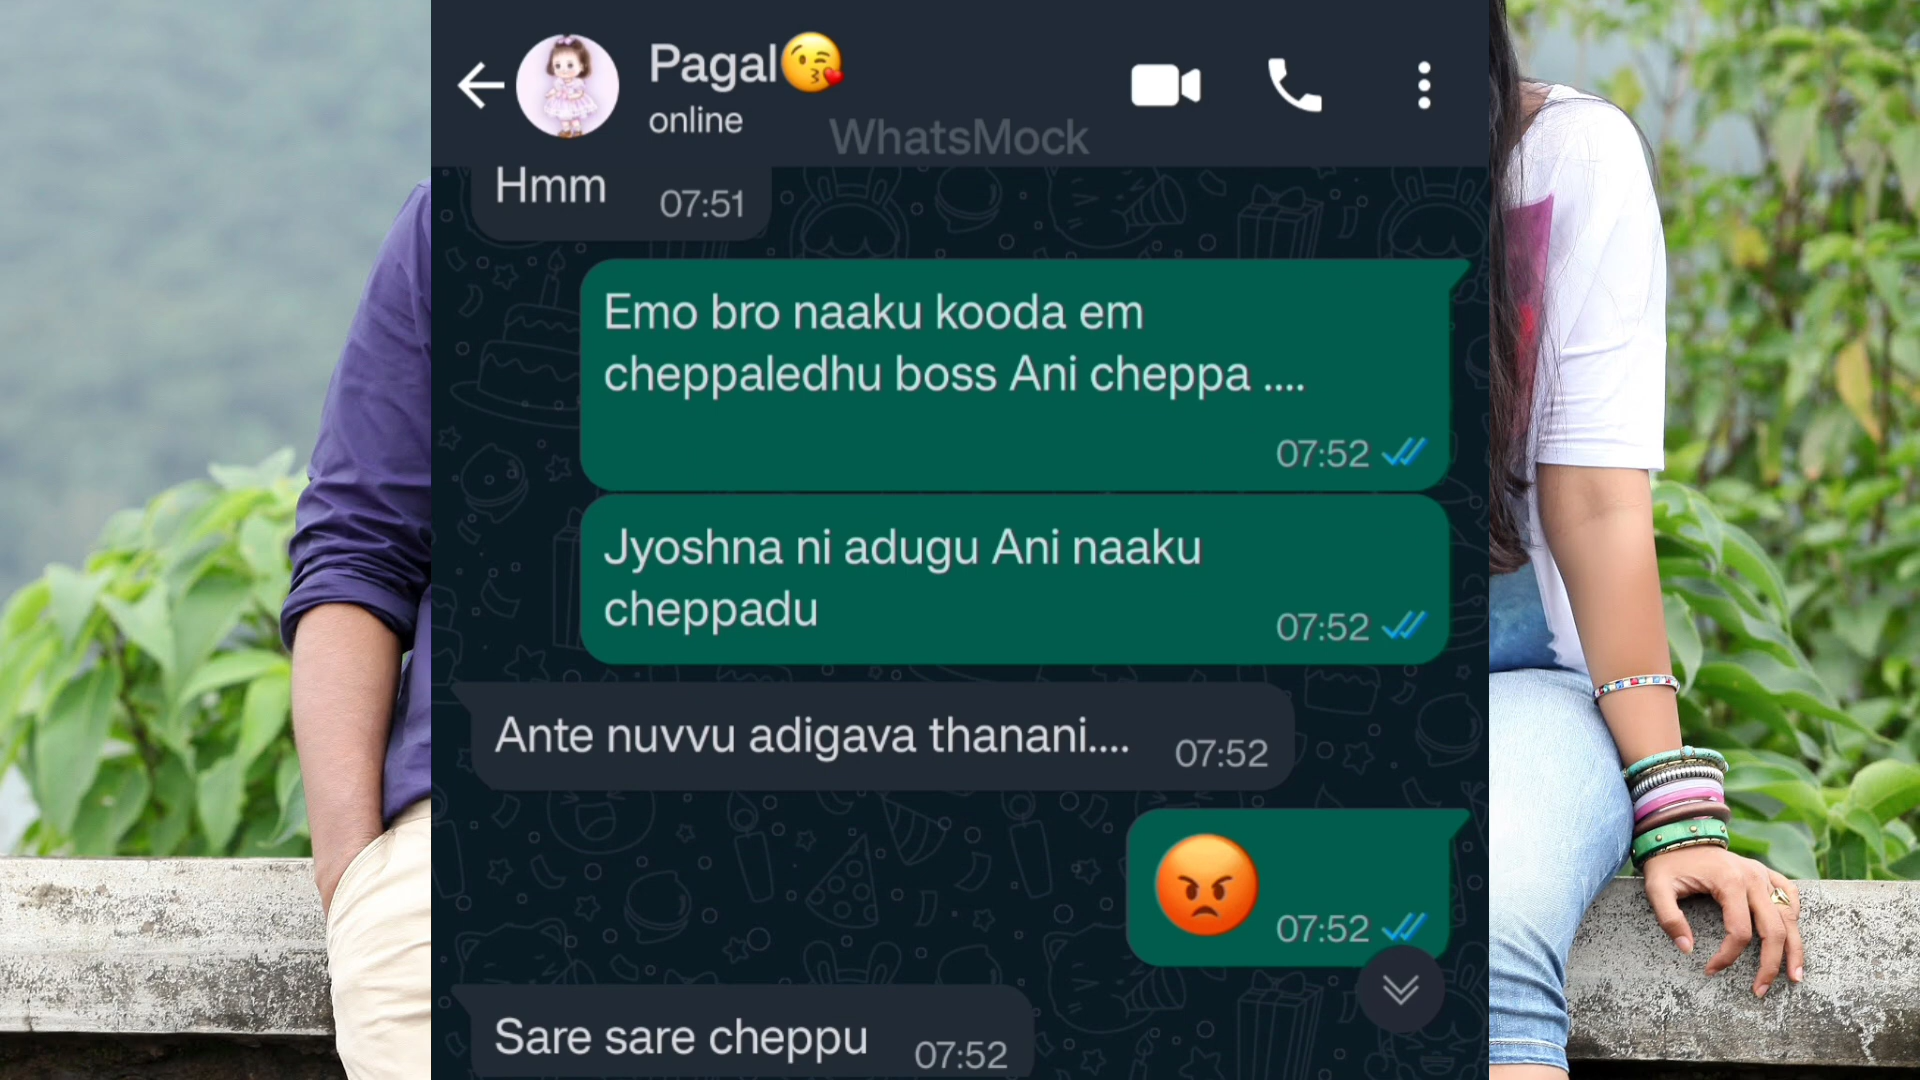 Pagal😘
online
WhatsMock
Hmm 07:51
Emo bro naaku kooda em
cheppaledhu boss Ani cheppa ....
07:52
Jyoshna ni adugu Ani naaku
cheppadu 07:52
Ante nuvvu adigava thanani.... 07:52
😡 07:52
Sare sare cheppu 07:52